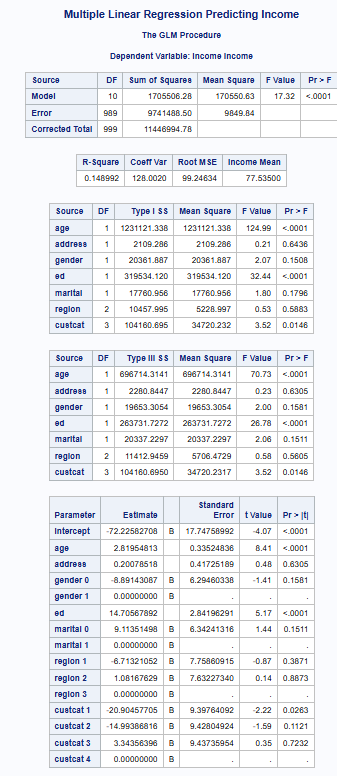 Multiple Linear Regression Predicting Income
The GLM Procedure
Dependent Variable: Income Income
Source DF Sum of Squares Mean Square F Value Pr > F
Model 10 1705506.28 170550.63 17.32 <.0001
Error 989 9741488.50 9849.84
Corrected Total 999 11446994.78
R-Square Coeff Var Root MSE Income Mean
0.148992 128.0020 99.24634 77.53500
Source DF Type I SS Mean Square F Value Pr > F
age 1 1231121.338 1231121.338 124.99 <.0001
address 1 2109.286 2109.286 0.21 0.6436
gender 1 20361.887 20361.887 2.07 0.1508
ed 1 319534.120 319534.120 32.44 <.0001
marital 1 17760.956 17760.956 1.80 0.1796
region 2 10457.995 5228.997 0.53 0.5883
custcat 3 104160.695 34720.232 3.52 0.0146
Source DF Type III SS Mean Square F Value Pr > F
age 1 696714.3141 696714.3141 70.73 <.0001
address 1 2280.8447 2280.8447 0.23 0.6305
gender 1 19653.3054 19653.3054 2.00 0.1581
ed 1 263731.7272 263731.7272 26.78 <.0001
marital 1 20337.2297 20337.2297 2.06 0.1511
region 2 11412.9459 5706.4729 0.58 0.5605
custcat 3 104160.6950 34720.2317 3.52 0.0146
Parameter Estimate Standard Error t Value Pr > |t|
Intercept -72.22582708 B 17.74758992 -4.07 <.0001
age 2.81954813 0.33524836 8.41 <.0001
address 0.20078518 0.41725189 0.48 0.6305
gender 0 -8.89143087 B 6.29460338 -1.41 0.1581
gender 1 0.00000000 B . . .
ed 14.70567892 2.84196291 5.17 <.0001
marital 0 9.11351498 B 6.34241316 1.44 0.1511
marital 1 0.00000000 B . . .
region 1 -6.71321052 B 7.75860915 -0.87 0.3871
region 2 1.08167629 B 7.63227340 0.14 0.8873
region 3 0.00000000 B . . .
custcat 1 -20.90457705 B 9.39764092 -2.22 0.0263
custcat 2 -14.99386816 B 9.42804924 -1.59 0.1121
custcat 3 3.34356396 B 9.43735954 0.35 0.7232
custcat 4 0.00000000 B . . .